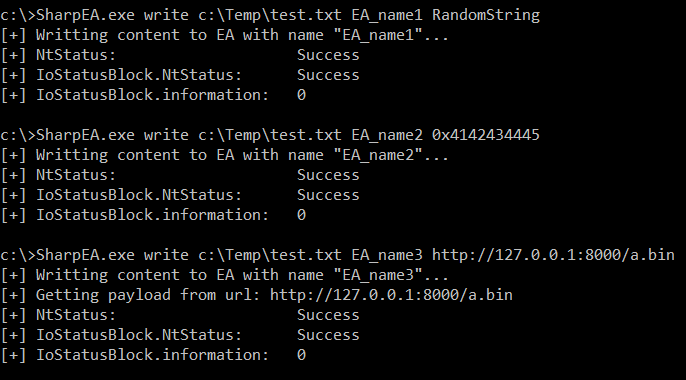 c:\>SharpEA.exe write c:\Temp\test.txt EA_name1 RandomString
[+] Writting content to EA with name "EA_name1"...
[+] NtStatus: Success
[+] IoStatusBlock.NtStatus: Success
[+] IoStatusBlock.information: 0
c:\>SharpEA.exe write c:\Temp\test.txt EA_name2 0x4142434445
[+] Writting content to EA with name "EA_name2"...
[+] NtStatus: Success
[+] IoStatusBlock.NtStatus: Success
[+] IoStatusBlock.information: 0
c:\>SharpEA.exe write c:\Temp\test.txt EA_name3 http://127.0.0.1:8000/a.bin
[+] Writting content to EA with name "EA_name3"...
[+] Getting payload from url: http://127.0.0.1:8000/a.bin
[+] NtStatus: Success
[+] IoStatusBlock.NtStatus: Success
[+] IoStatusBlock.information: 0